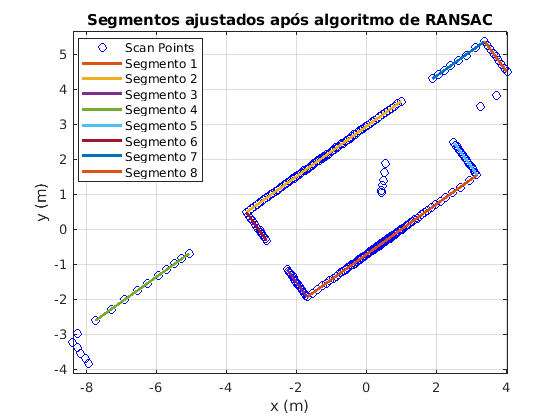 Segmentos ajustados após algoritmo de RANSAC
Scan Points
Segmento 1
Segmento 2
Segmento 3
Segmento 4
Segmento 5
Segmento 6
Segmento 7
Segmento 8
5
4
3
2
1
0
-1
-2
-3
-4
y (m)
-8 -6 -4 -2 0 2 4
x (m)